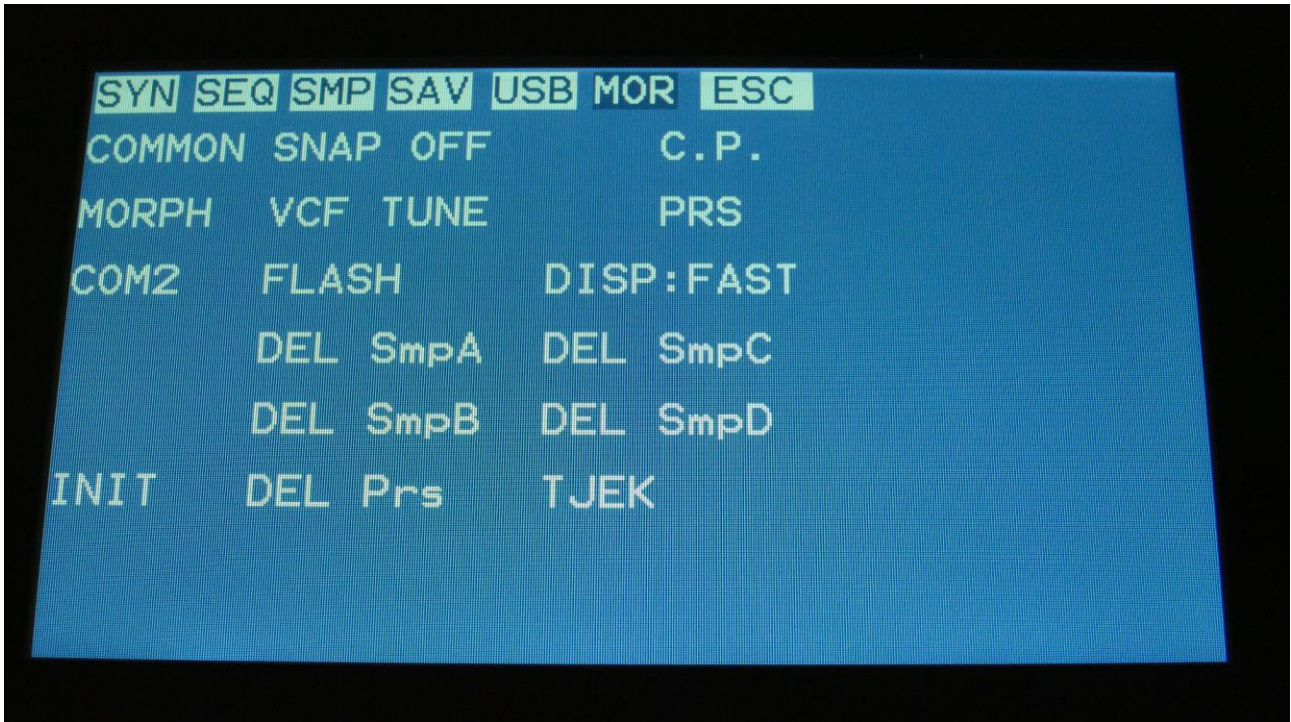 SYN SEQ SMP SAV USB MOR ESC
COMMON SNAP OFF C.P.
MORPH VCF TUNE PRS
COM2 FLASH DISP:FAST
DEL SmpA DEL SmpC
DEL SmpB DEL SmpD
INIT DEL Prs TJEK